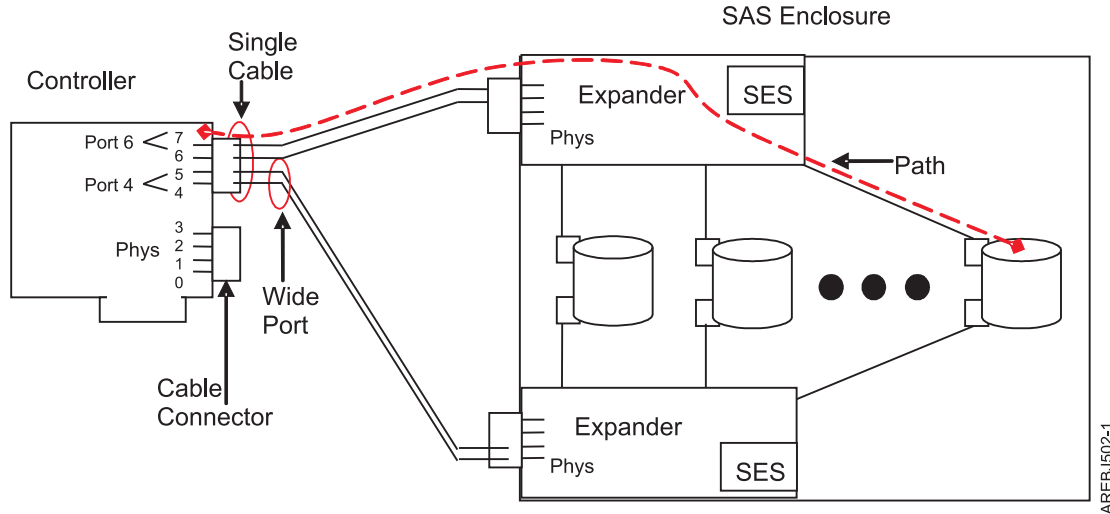 SAS Enclosure
Single
Cable
Controller
Expander
SES
Phys
Port 6
7
6
Port 4
5
4
Path
Phys
3
2
1
0
Wide
Port
Cable
Connector
Expander
Phys
SES
AREBJ502-1